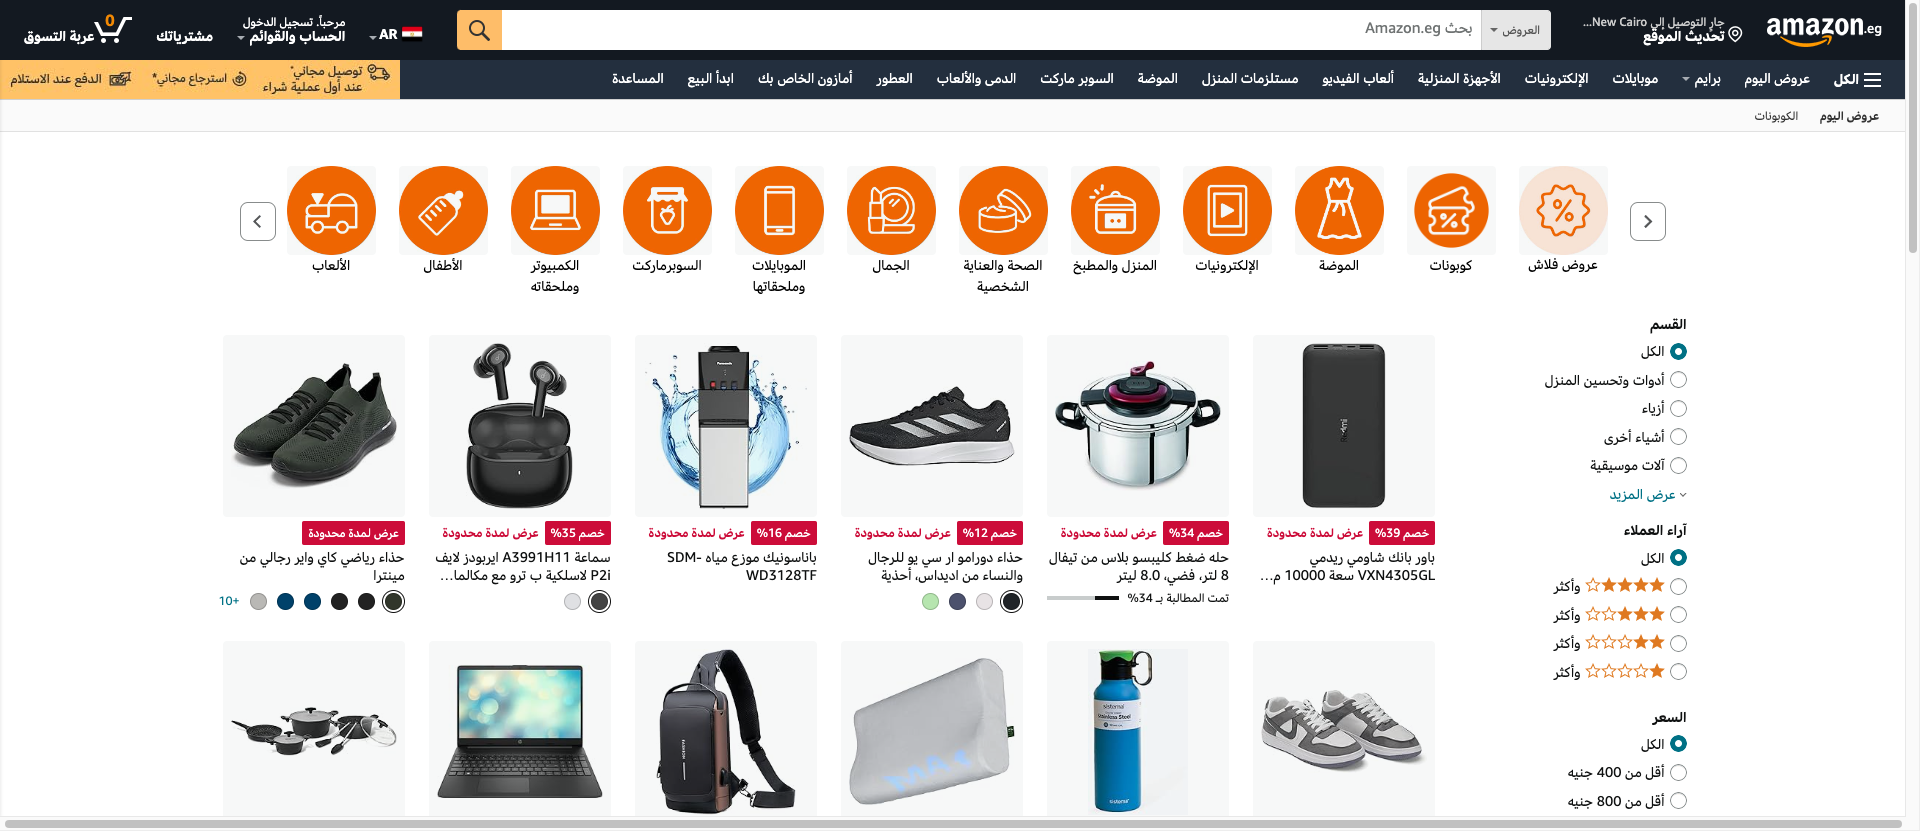 amazon.eg
جارٍ التوصيل إلى New Cairo...
تحديث الموقع
العروض
بحث Amazon.eg
AR
مرحباً. تسجيل الدخول
الحساب والقوائم
مشترياتك
0
عربة التسوق
الكل
عروض اليوم
برايم
موبايلات
الإلكترونيات
الأجهزة المنزلية
ألعاب الفيديو
مستلزمات المنزل
الموضة
السوبر ماركت
الدمى والألعاب
العطور
أمازون الخاص بك
ابدأ البيع
المساعدة
توصيل مجاني*
عند أول عملية شراء
استرجاع مجاني*
الدفع عند الاستلام
عروض اليوم
الكوبونات
عروض فلاش
كوبونات
الموضة
الإلكترونيات
المنزل والمطبخ
الصحة والعناية
الشخصية
الجمال
الموبايلات
وملحقاتها
السوبرماركت
الكمبيوتر
وملحقاته
الأطفال
الألعاب
القسم
الكل
أدوات وتحسين المنزل
أزياء
أشياء أخرى
آلات موسيقية
عرض المزيد
آراء العملاء
الكل
وأكثر
وأكثر
وأكثر
وأكثر
السعر
الكل
أقل من 400 جنيه
أقل من 800 جنيه
Redmi
خصم 39%
عرض لمدة محدودة
باور بانك شاومي ريدمي
VXN4305GL سعة 10000 م...
خصم 34%
عرض لمدة محدودة
حله ضغط كليبسو بلاس من تيفال
8 لتر، فضي، 8.0 ليتر
تمت المطالبة بـ 34%
خصم 12%
عرض لمدة محدودة
حذاء دورامو ار سي يو للرجال
والنساء من اديداس، أحذية
Panasonic
خصم 16%
عرض لمدة محدودة
باناسونيك موزع مياه SDM-
WD3128TF
خصم 35%
عرض لمدة محدودة
سماعة A3991H11 ايربودز لايف
P2i لاسلكية ب ترو مع مكالما...
عرض لمدة محدودة
حذاء رياضي كاي واير رجالي من
مينترا
+10
sistema
Stainless Steel
sistema
FASHION